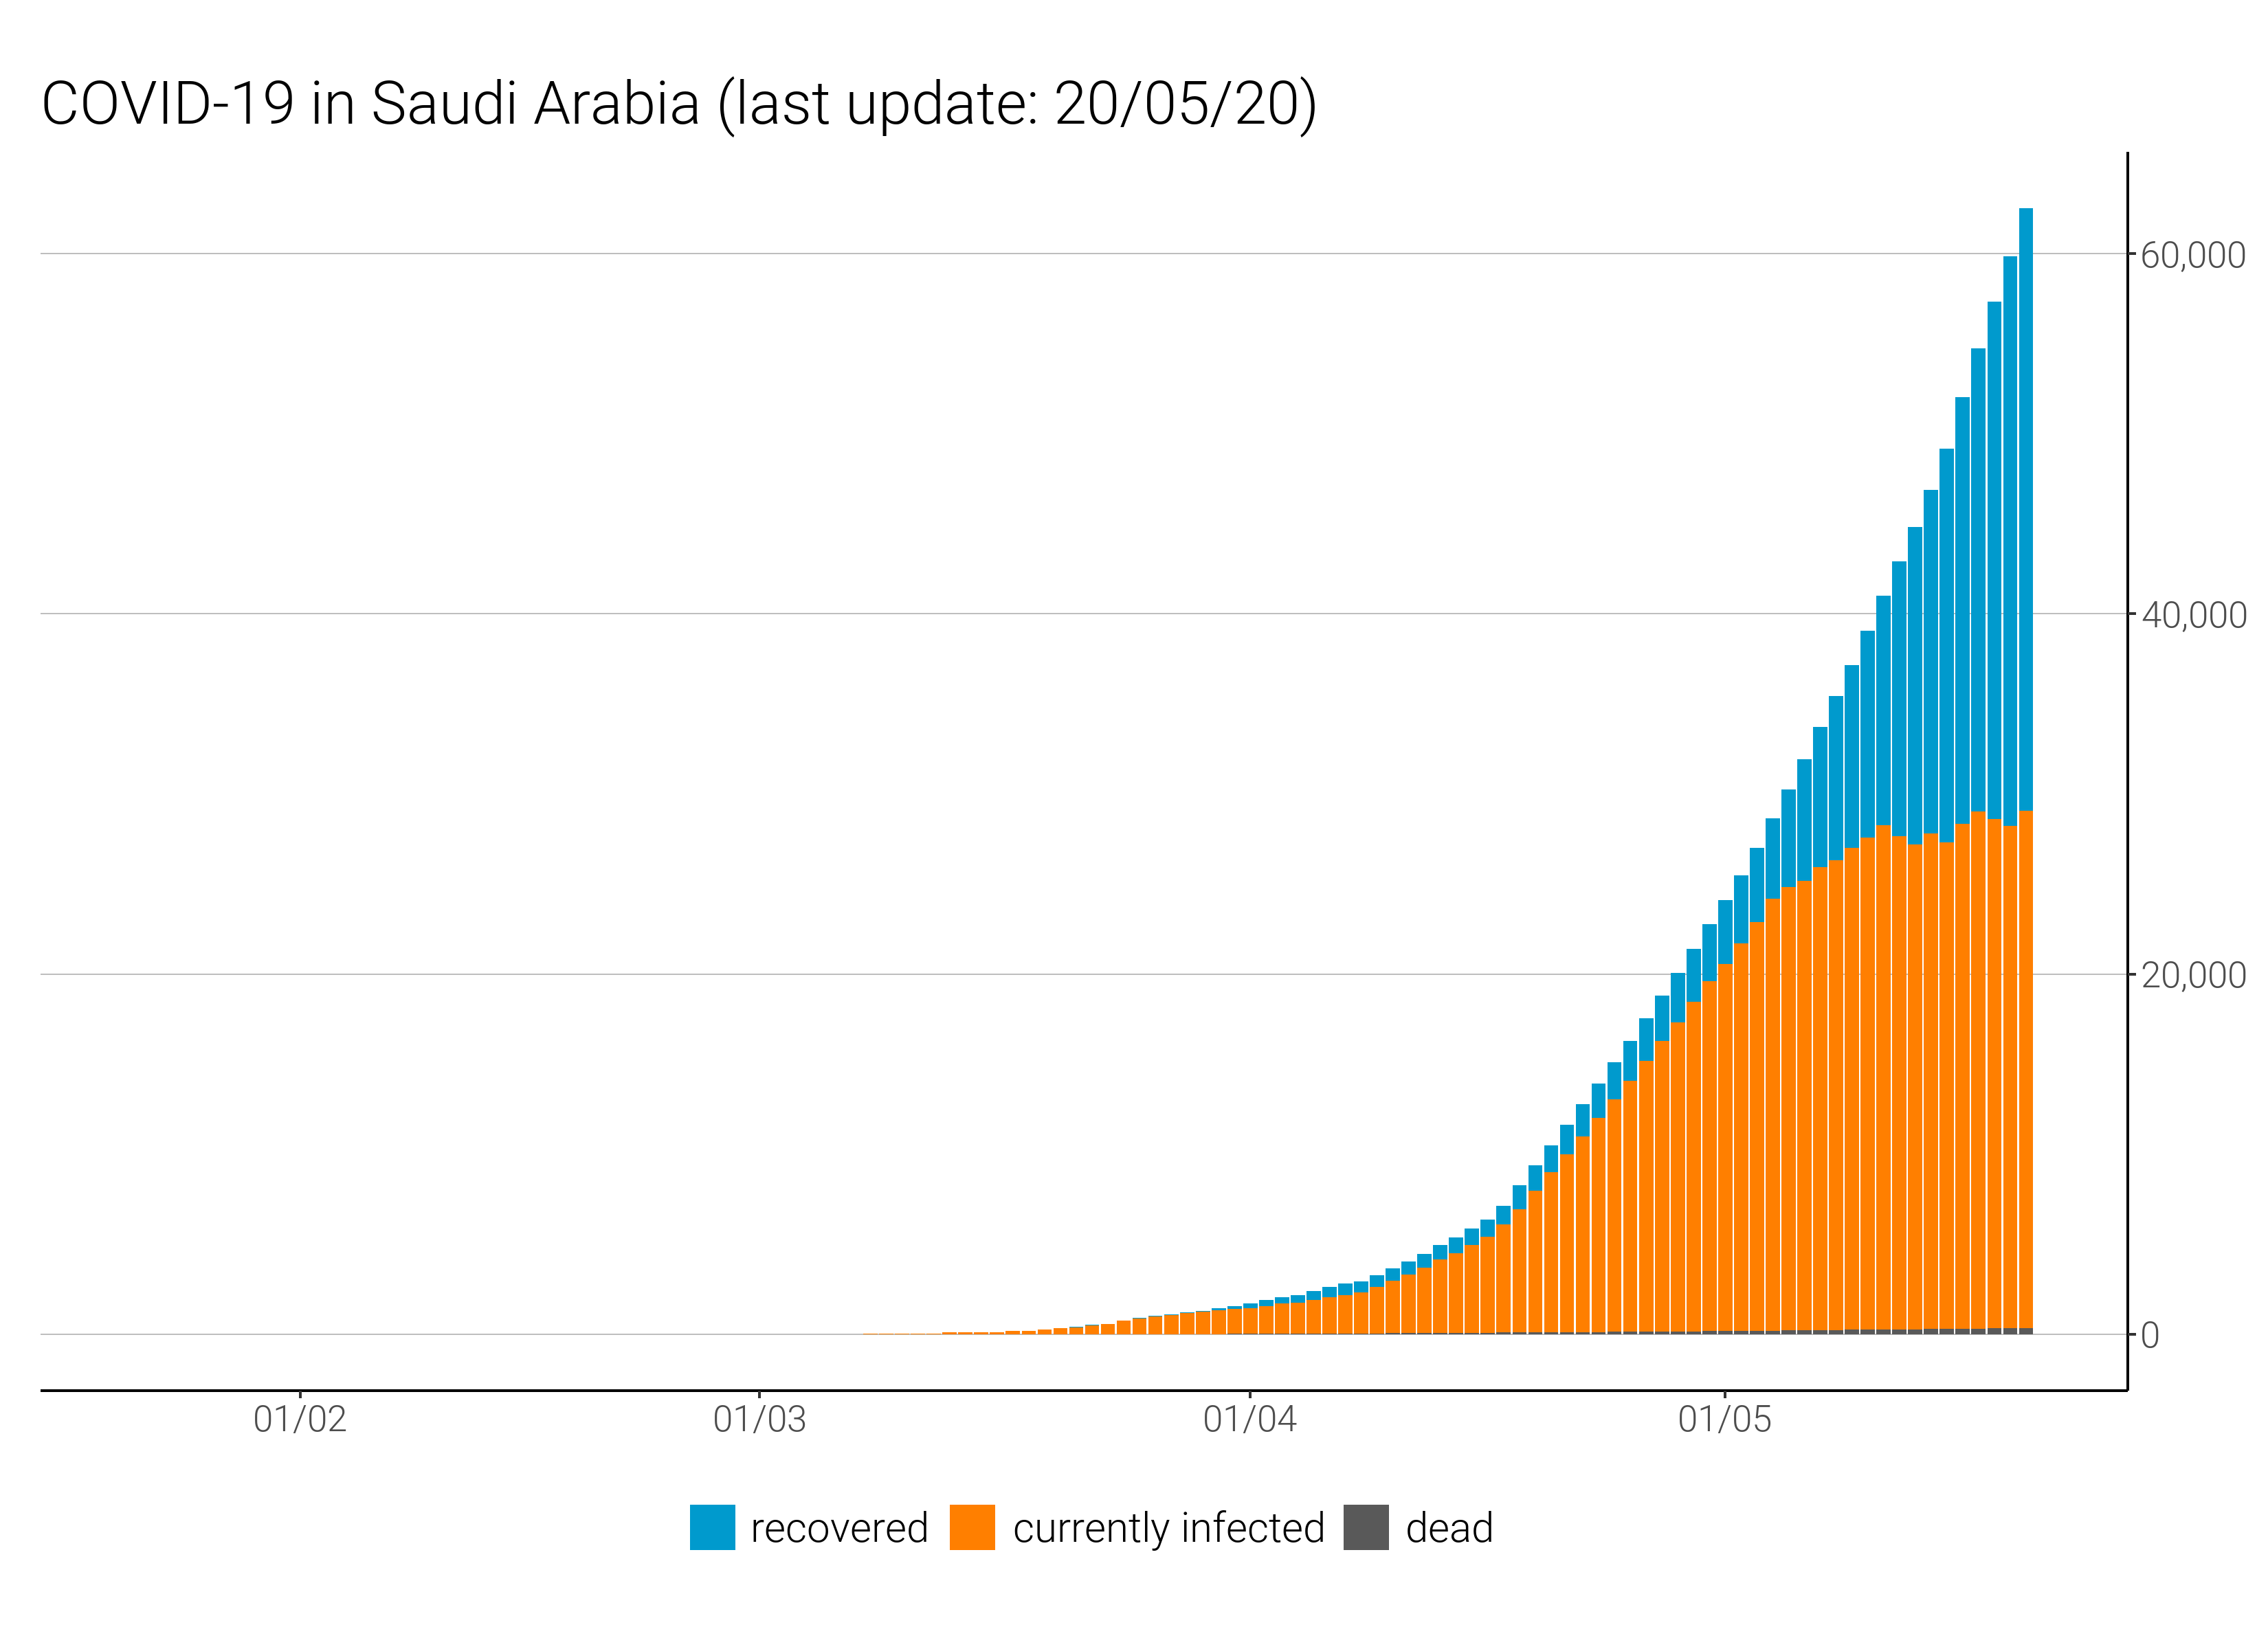 COVID-19 in Saudi Arabia (last update: 20/05/20)
60,000
40,000
20,000
0
01/02 01/03 01/04 01/05
recovered currently infected dead